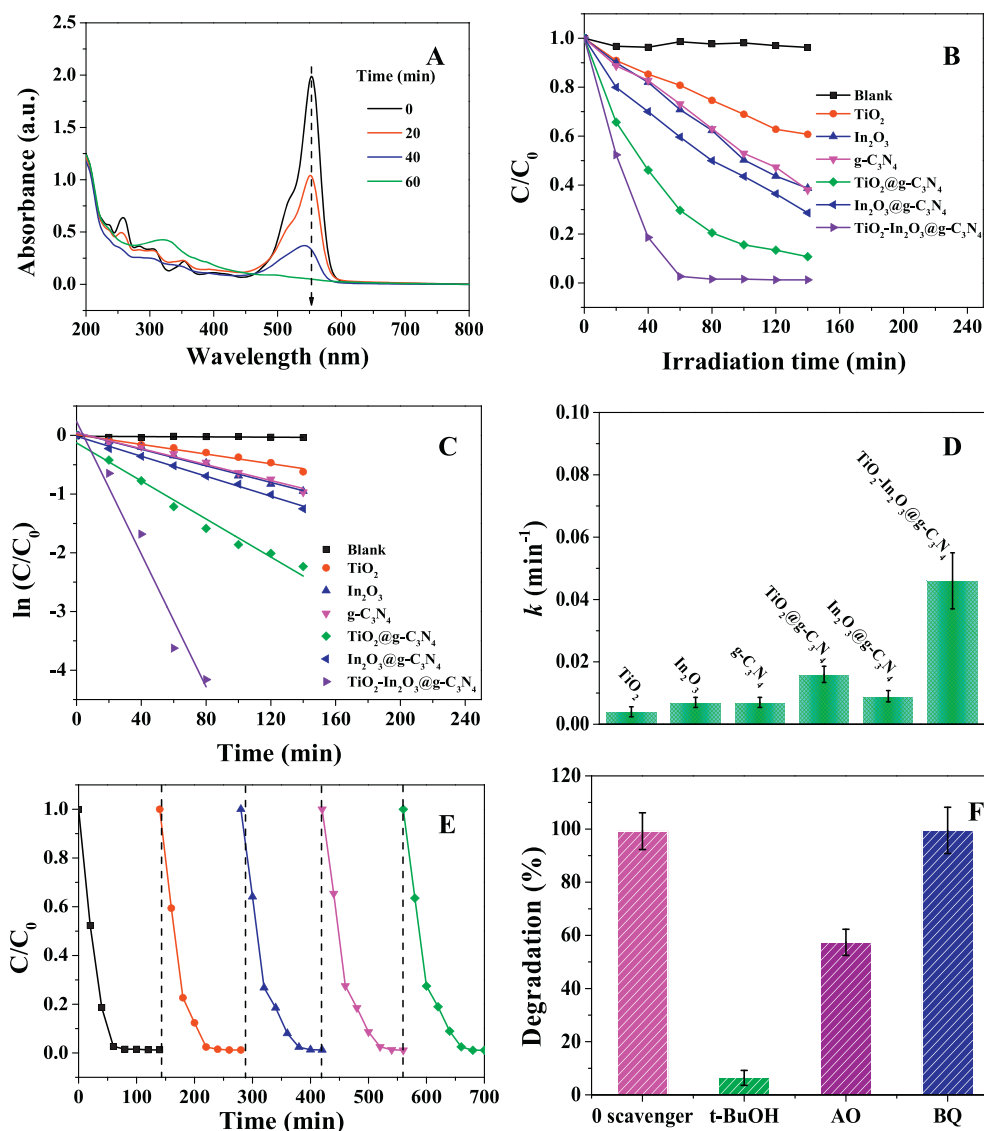 A
Absorbance (a.u.)
2.5
2.0
1.5
1.0
0.5
0.0
Time (min)
0
20
40
60
200 300 400 500 600 700 800
Wavelength (nm)
B
C/C₀
1.0
0.8
0.6
0.4
0.2
0.0
Blank
TiO₂
In₂O₃
g-C₃N₄
TiO₂@g-C₃N₄
In₂O₃@g-C₃N₄
TiO₂-In₂O₃@g-C₃N₄
0 40 80 120 160 200 240
Irradiation time (min)
C
ln (C/C₀)
0
-1
-2
-3
-4
Blank
TiO₂
In₂O₃
g-C₃N₄
TiO₂@g-C₃N₄
In₂O₃@g-C₃N₄
TiO₂-In₂O₃@g-C₃N₄
0 40 80 120 160 200 240
Time (min)
D
k (min⁻¹)
0.10
0.08
0.06
0.04
0.02
0.00
TiO₂
In₂O₃
g-C₃N₄
TiO₂@g-C₃N₄
In₂O₃@g-C₃N₄
TiO₂-In₂O₃@g-C₃N₄
E
C/C₀
1.0
0.8
0.6
0.4
0.2
0.0
0 100 200 300 400 500 600 700
Time (min)
F
Degradation (%)
120
100
80
60
40
20
0
0 scavenger t-BuOH AO BQ